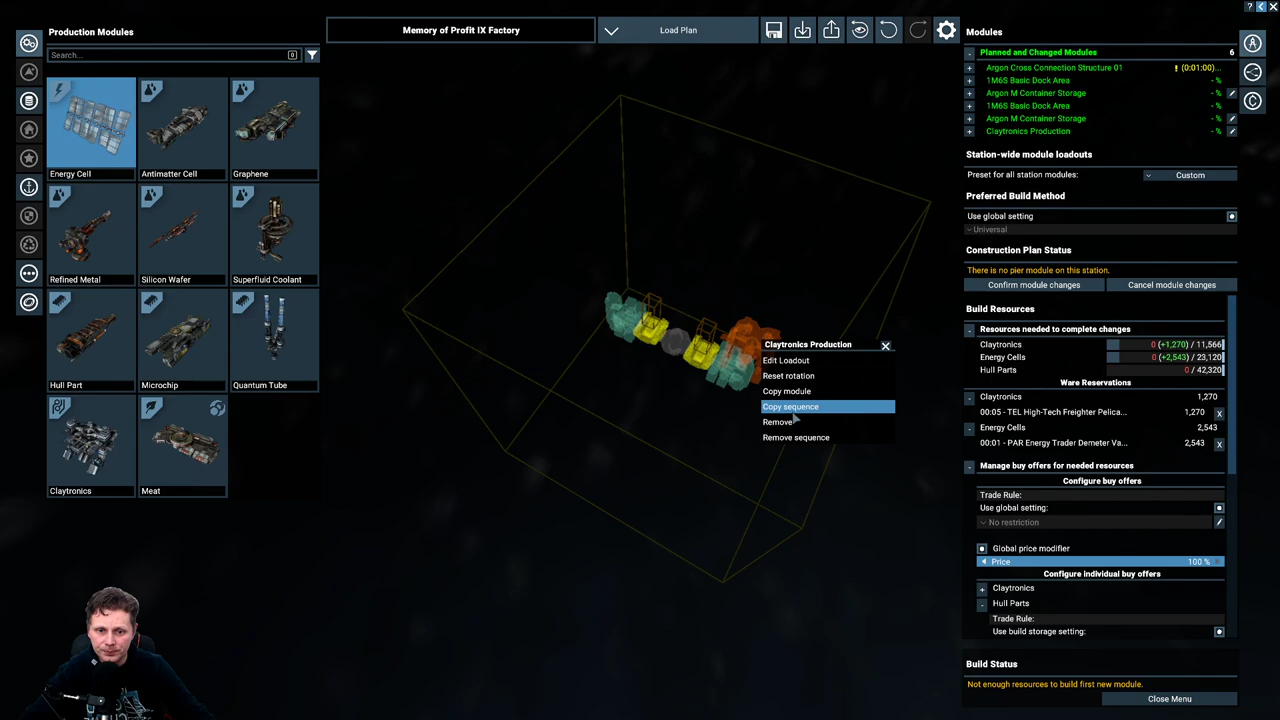 Production Modules
Search...
Energy Cell
Antimatter Cell
Graphene
Refined Metal
Silicon Wafer
Superfluid Coolant
Hull Part
Microchip
Quantum Tube
Claytronics
Meat
Memory of Profit IX Factory
Load Plan
Claytronics Production
Edit Loadout
Reset rotation
Copy module
Copy sequence
Remove
Remove sequence
Modules
Planned and Changed Modules 6
Argon Cross Connection Structure 01 ! (0:01:00)...
1M6S Basic Dock Area - %
Argon M Container Storage - %
1M6S Basic Dock Area - %
Argon M Container Storage - %
Claytronics Production - %
Station-wide module loadouts
Preset for all station modules: Custom
Preferred Build Method
Use global setting
Universal
Construction Plan Status
There is no pier module on this station.
Confirm module changes Cancel module changes
Build Resources
Resources needed to complete changes
Claytronics 0 (+1,270) / 11,566
Energy Cells 0 (+2,543) / 23,120
Hull Parts 0 / 42,320
Ware Reservations
Claytronics 1,270
00:05 - TEL High-Tech Freighter Pelica... 1,270 X
Energy Cells 2,543
00:01 - PAR Energy Trader Demeter Va... 2,543 X
Manage buy offers for needed resources
Configure buy offers
Trade Rule:
Use global setting:
No restriction
Global price modifier
Price 100 %
Configure individual buy offers
Claytronics
Hull Parts
Trade Rule:
Use build storage setting:
Build Status
Not enough resources to build first new module.
Close Menu